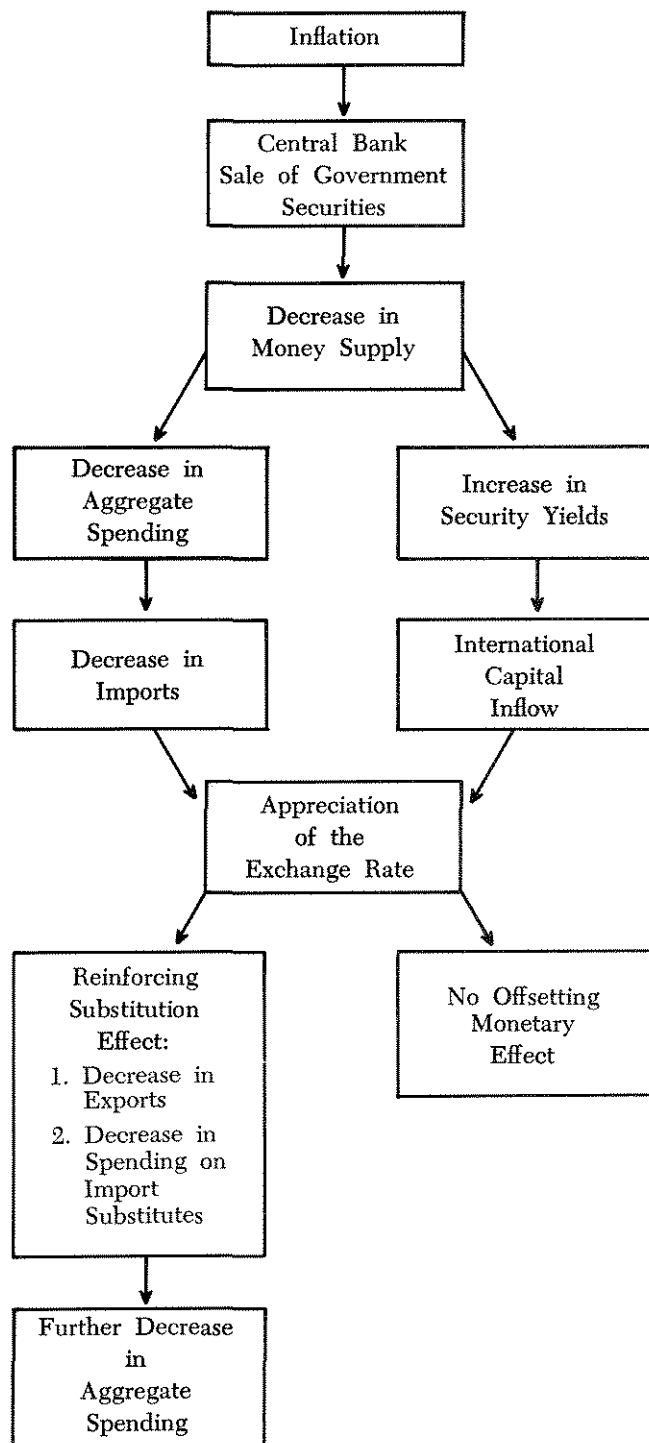 Inflation
Central Bank
Sale of Government
Securities
Decrease in
Money Supply
Decrease in
Aggregate
Spending
Increase in
Security Yields
Decrease in
Imports
International
Capital
Inflow
Appreciation
of the
Exchange Rate
Reinforcing
Substitution
Effect:
1. Decrease in
Exports
2. Decrease in
Spending on
Import
Substitutes
No Offsetting
Monetary
Effect
Further Decrease
in
Aggregate
Spending